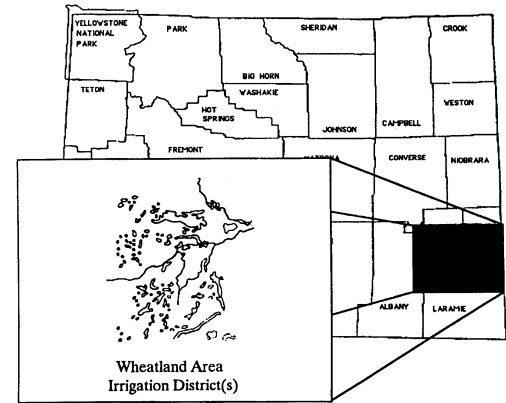 YELLOWSTONE
NATIONAL
PARK
PARK
SHERIDAN
CROOK
BIG HORN
TETON
WASHAKIE
HOT
SPRINGS
WESTON
JOHNSON
CAMPBELL
FREMONT
CONVERSE
NIOBRARA
ALBANY
LARAMIE
Wheatland Area
Irrigation District(s)